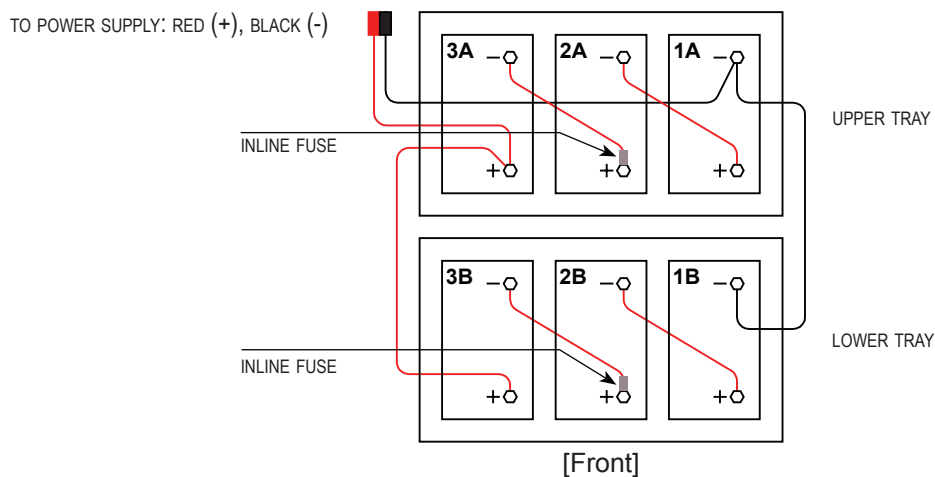 TO POWER SUPPLY: RED (+), BLACK (-)
3A
2A
1A
−
−
−
UPPER TRAY
INLINE FUSE
+
+
+
3B
2B
1B
−
−
−
LOWER TRAY
INLINE FUSE
+
+
+
[Front]